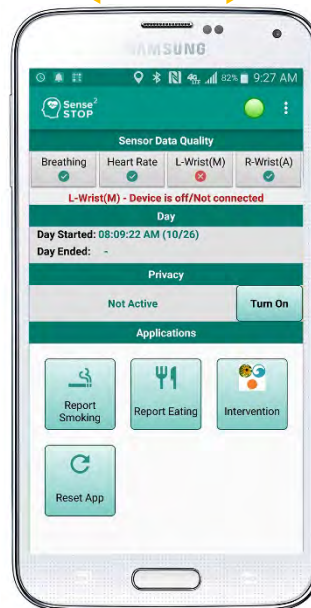 SAMSUNG
82% 9:27 AM
Sense²
STOP
Sensor Data Quality
Breathing Heart Rate L-Wrist(M) R-Wrist(A)
L-Wrist(M) - Device is off/Not connected
Day
Day Started: 08:09:22 AM (10/26)
Day Ended: -
Privacy
Not Active Turn On
Applications
Report
Smoking
Report Eating
Intervention
Reset App